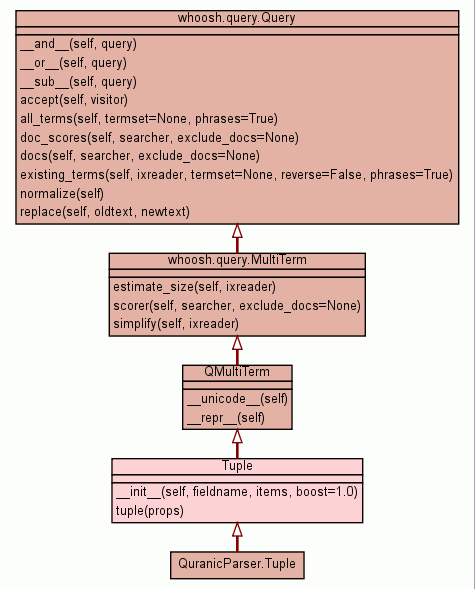 whoosh.query.Query
__and__(self, query)
__or__(self, query)
__sub__(self, query)
accept(self, visitor)
all_terms(self, termset=None, phrases=True)
doc_scores(self, searcher, exclude_docs=None)
docs(self, searcher, exclude_docs=None)
existing_terms(self, ixreader, termset=None, reverse=False, phrases=True)
normalize(self)
replace(self, oldtext, newtext)
whoosh.query.MultiTerm
estimate_size(self, ixreader)
scorer(self, searcher, exclude_docs=None)
simplify(self, ixreader)
QMultiTerm
__unicode__(self)
__repr__(self)
Tuple
__init__(self, fieldname, items, boost=1.0)
tuple(props)
QuranicParser.Tuple